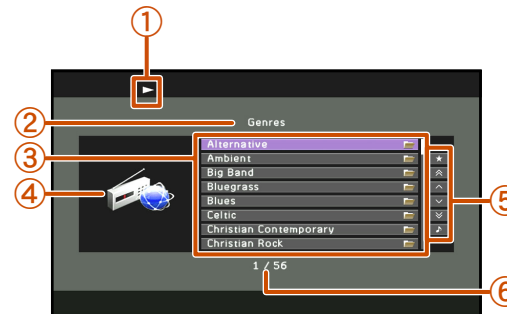 1
2
Genres
3
Alternative
Ambient
Big Band
Bluegrass
Blues
Celtic
Christian Contemporary
Christian Rock
4
5
1 / 56
6